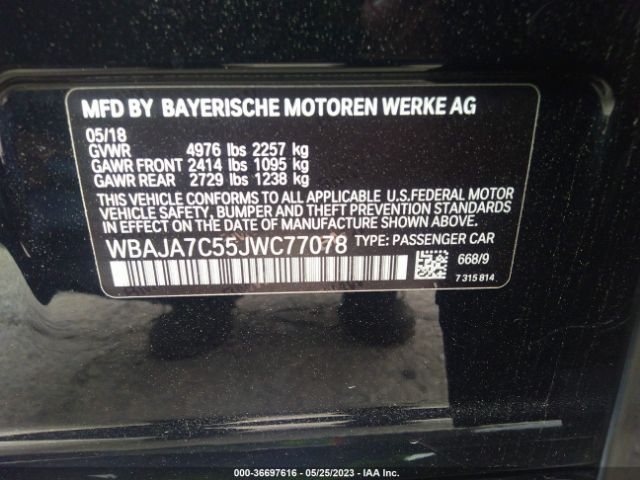 MFD BY BAYERISCHE MOTOREN WERKE AG
05/18
GVWR 4976 lbs 2257 kg
GAWR FRONT 2414 lbs 1095 kg
GAWR REAR 2729 lbs 1238 kg
THIS VEHICLE CONFORMS TO ALL APPLICABLE U.S.FEDERAL MOTOR
VEHICLE SAFETY, BUMPER AND THEFT PREVENTION STANDARDS
IN EFFECT ON THE DATE OF MANUFACTURE SHOWN ABOVE.
WBAJA7C55JWC77078 TYPE: PASSENGER CAR
668/9
7 315 814
000-36697616 - 05/25/2023 - IAA Inc.